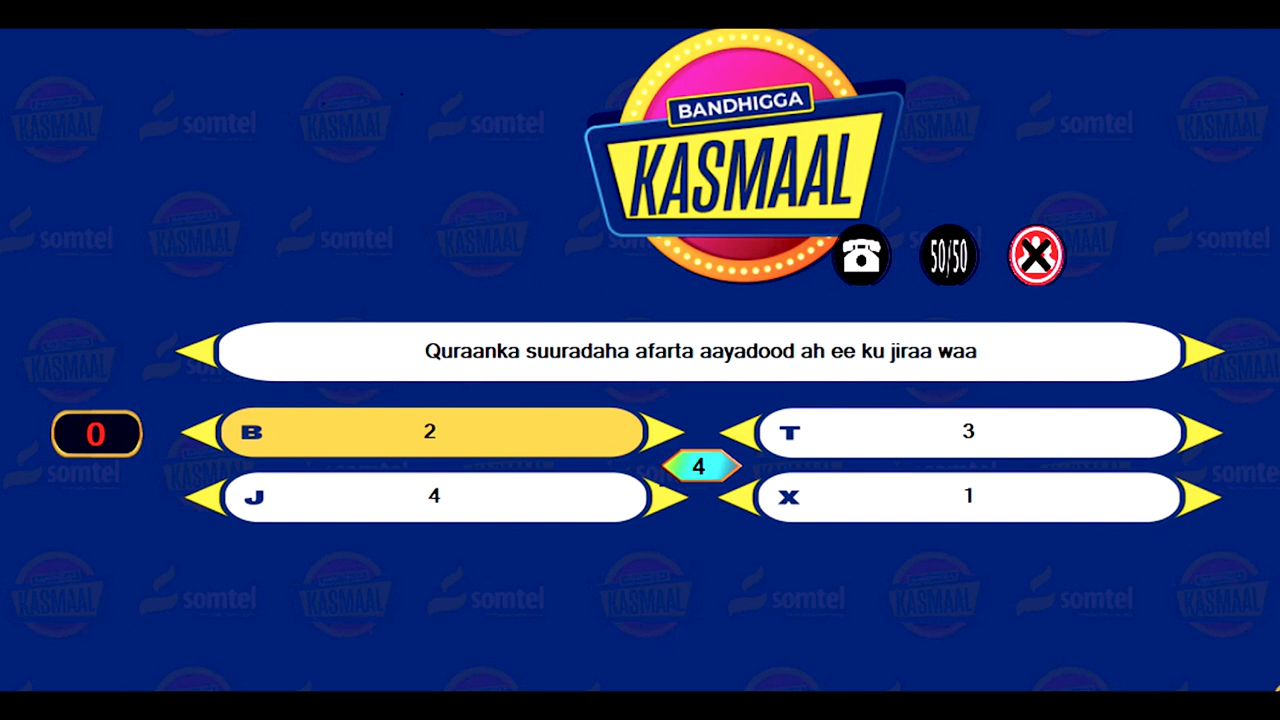 BANDHIGGA
KASMAAL
50/50
Quraanka suuradaha afarta aayadood ah ee ku jiraa waa
0
B 2
T 3
4
J 4
X 1
somtel